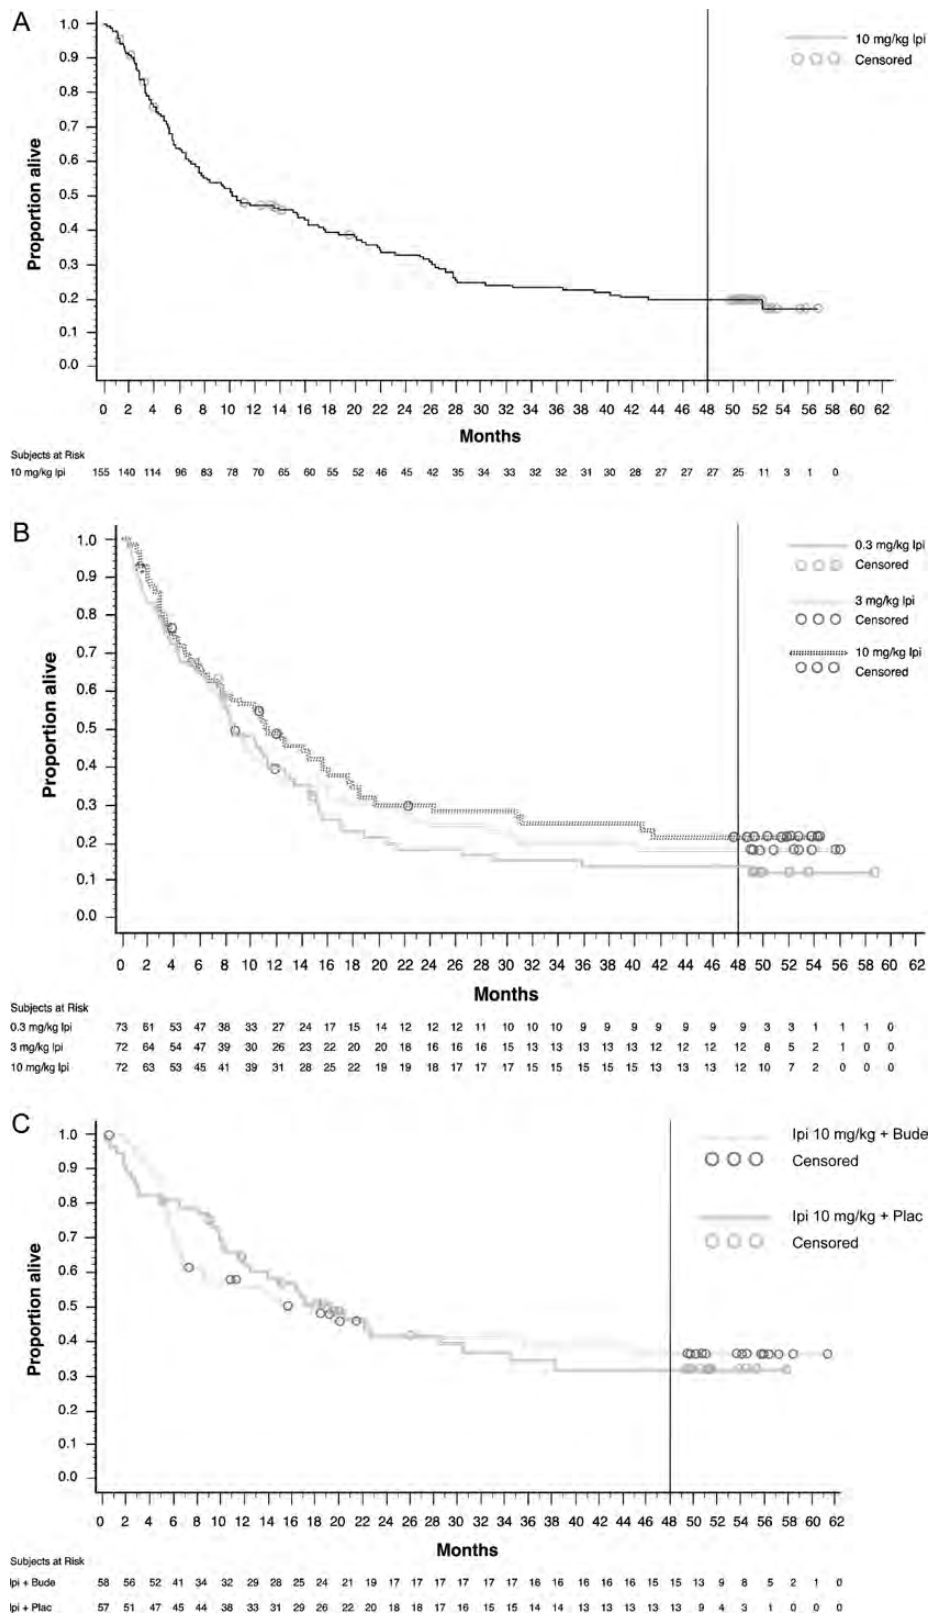 A
1.0
0.9
0.8
0.7
0.6
0.5
0.4
0.3
0.2
0.1
0.0
Proportion alive
10 mg/kg Ipi
Censored
0 2 4 6 8 10 12 14 16 18 20 22 24 26 28 30 32 34 36 38 40 42 44 46 48 50 52 54 56 58 60 62
Months
Subjects at Risk
10 mg/kg Ipi 155 140 114 96 83 78 70 65 60 55 52 46 45 42 35 34 33 32 32 31 30 28 27 27 27 25 11 3 1 0
B
1.0
0.9
0.8
0.7
0.6
0.5
0.4
0.3
0.2
0.1
0.0
Proportion alive
0.3 mg/kg Ipi
Censored
3 mg/kg Ipi
Censored
10 mg/kg Ipi
Censored
0 2 4 6 8 10 12 14 16 18 20 22 24 26 28 30 32 34 36 38 40 42 44 46 48 50 52 54 56 58 60 62
Months
Subjects at Risk
0.3 mg/kg Ipi 73 61 53 47 38 33 27 24 17 15 14 12 12 12 11 10 10 10 9 9 9 9 9 9 9 3 3 1 1 1 0
3 mg/kg Ipi 72 64 54 47 39 30 26 23 22 20 20 18 16 16 16 15 13 13 13 13 13 12 12 12 12 8 5 2 1 0 0
10 mg/kg Ipi 72 63 53 45 41 39 31 28 25 22 19 19 18 17 17 17 15 15 15 15 15 13 13 13 12 10 7 2 0 0 0
C
1.0
0.9
0.8
0.7
0.6
0.5
0.4
0.3
0.2
0.1
0.0
Proportion alive
Ipi 10 mg/kg + Bude
Censored
Ipi 10 mg/kg + Plac
Censored
0 2 4 6 8 10 12 14 16 18 20 22 24 26 28 30 32 34 36 38 40 42 44 46 48 50 52 54 56 58 60 62
Months
Subjects at Risk
Ipi + Bude 58 56 52 41 34 32 29 28 25 24 21 19 17 17 17 17 17 17 16 16 16 16 16 15 15 13 9 8 5 2 1 0
Ipi + Plac 57 51 47 45 44 38 33 31 29 26 22 20 18 18 17 16 15 15 14 14 13 13 13 13 13 9 4 3 1 0 0 0